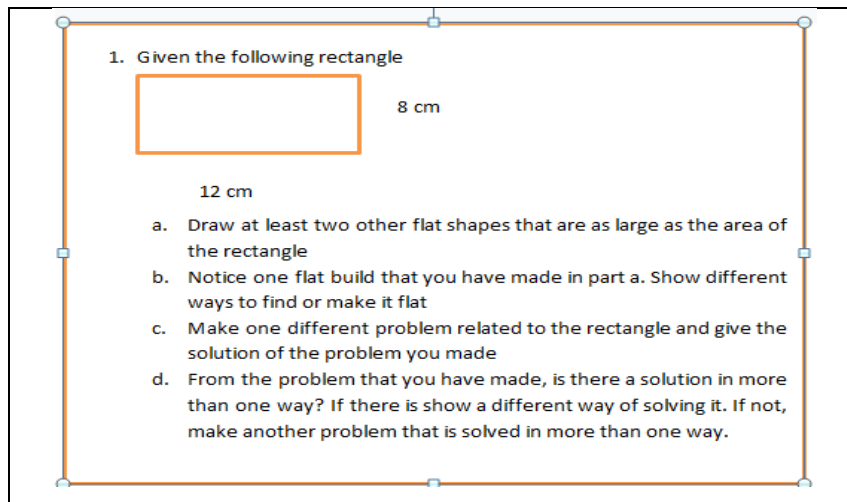 1. Given the following rectangle
8 cm
12 cm
a. Draw at least two other flat shapes that are as large as the area of
the rectangle
b. Notice one flat build that you have made in part a. Show different
ways to find or make it flat
c. Make one different problem related to the rectangle and give the
solution of the problem you made
d. From the problem that you have made, is there a solution in more
than one way? If there is show a different way of solving it. If not,
make another problem that is solved in more than one way.